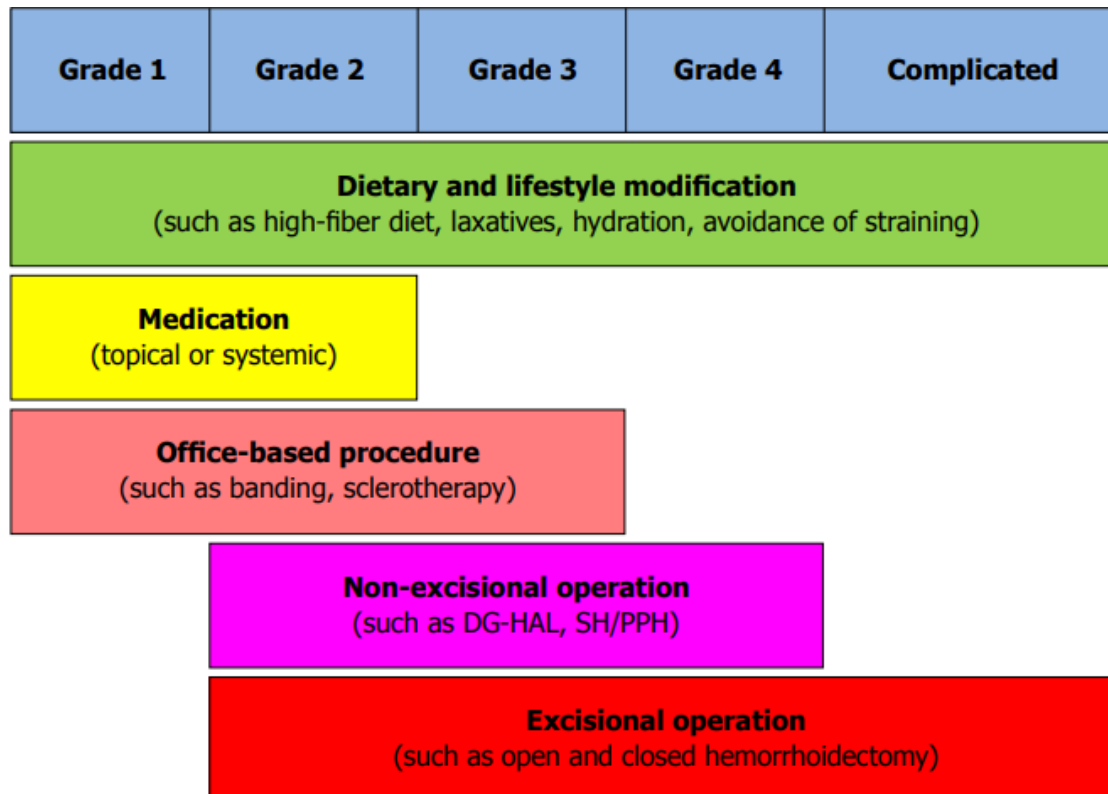 Grade 1 Grade 2 Grade 3 Grade 4 Complicated
Dietary and lifestyle modification
(such as high-fiber diet, laxatives, hydration, avoidance of straining)
Medication
(topical or systemic)
Office-based procedure
(such as banding, sclerotherapy)
Non-excisional operation
(such as DG-HAL, SH/PPH)
Excisional operation
(such as open and closed hemorrhoidectomy)